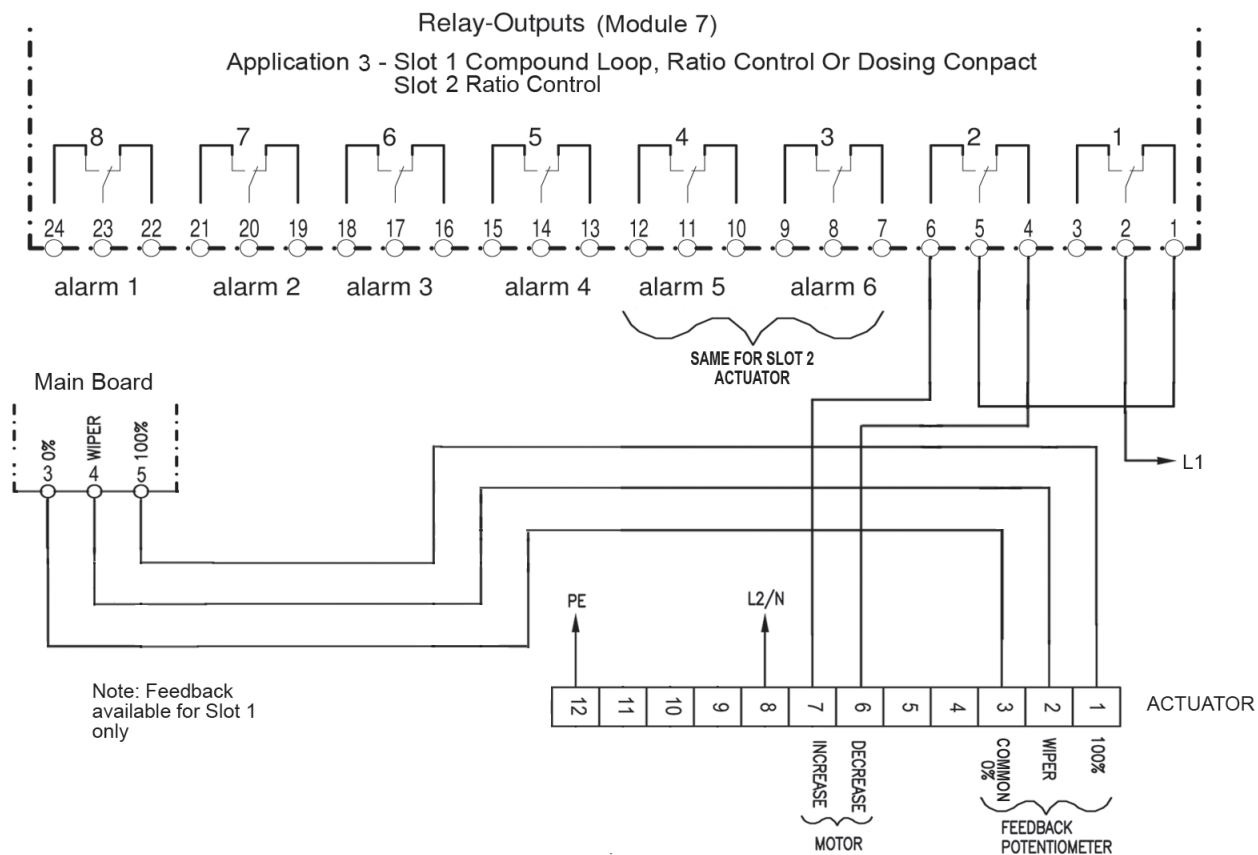 Relay-Outputs (Module 7)
Application 3 - Slot 1 Compound Loop, Ratio Control Or Dosing Conpact
Slot 2 Ratio Control
8 7 6 5 4 3 2 1
24 23 22 21 20 19 18 17 16 15 14 13 12 11 10 9 8 7 6 5 4 3 2 1
alarm 1 alarm 2 alarm 3 alarm 4 alarm 5 alarm 6
SAME FOR SLOT 2
ACTUATOR
Main Board
0% WIPER 100%
3 4 5
L1
PE L2/N
Note: Feedback
available for Slot 1
only
12 11 10 9 8 7 6 5 4 3 2 1
ACTUATOR
INCREASE DECREASE
COMMON
0%
WIPER
100%
MOTOR
FEEDBACK
POTENTIOMETER